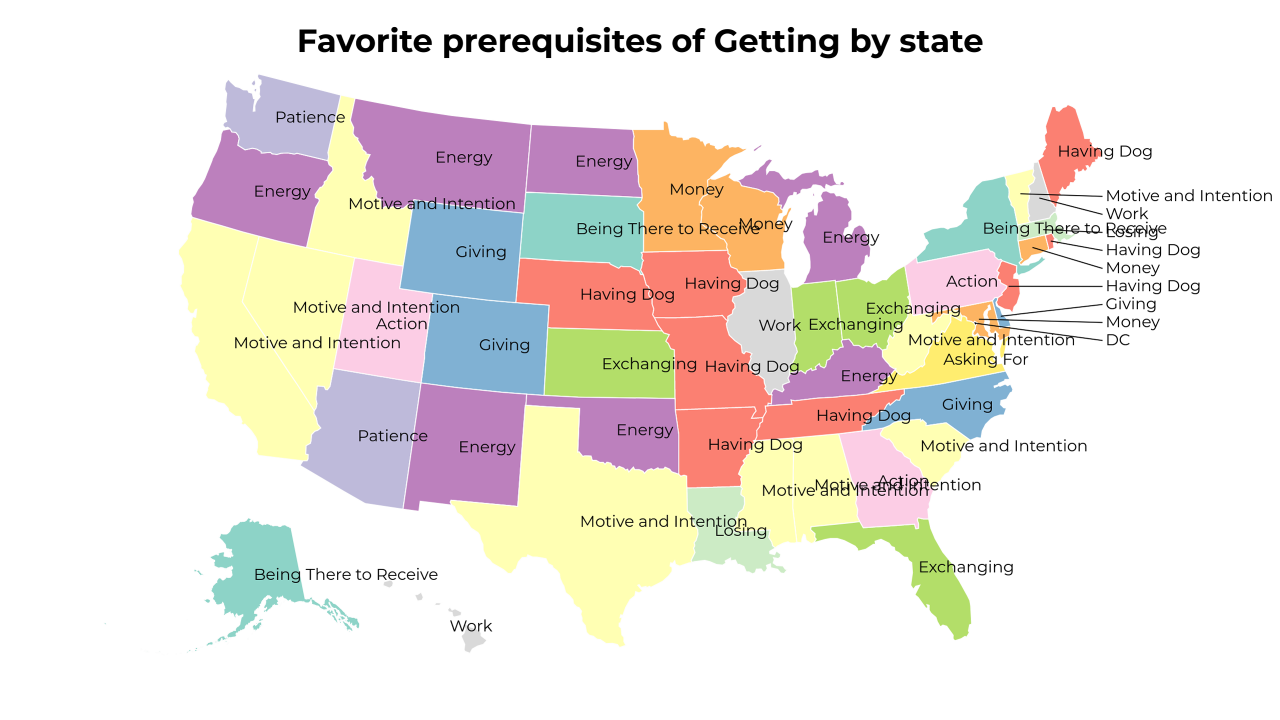 Favorite prerequisites of Getting by state
Patience
Having Dog
Energy
Energy
Energy
Money
Motive and Intention
Motive and Intention
Work
Being There to Receive
Money
Being There to Receive
Losing
Energy
Giving
Having Dog
Money
Action
Having Dog
Having Dog
Having Dog
Giving
Motive and Intention
Exchanging
Action
Work
Exchanging
Money
Motive and Intention
Giving
Motive and Intention
DC
Asking For
Exchanging
Having Dog
Energy
Giving
Having Dog
Patience
Energy
Energy
Having Dog
Motive and Intention
Action
Motive and Intention
Motive and Intention
Motive and Intention
Losing
Exchanging
Being There to Receive
Work